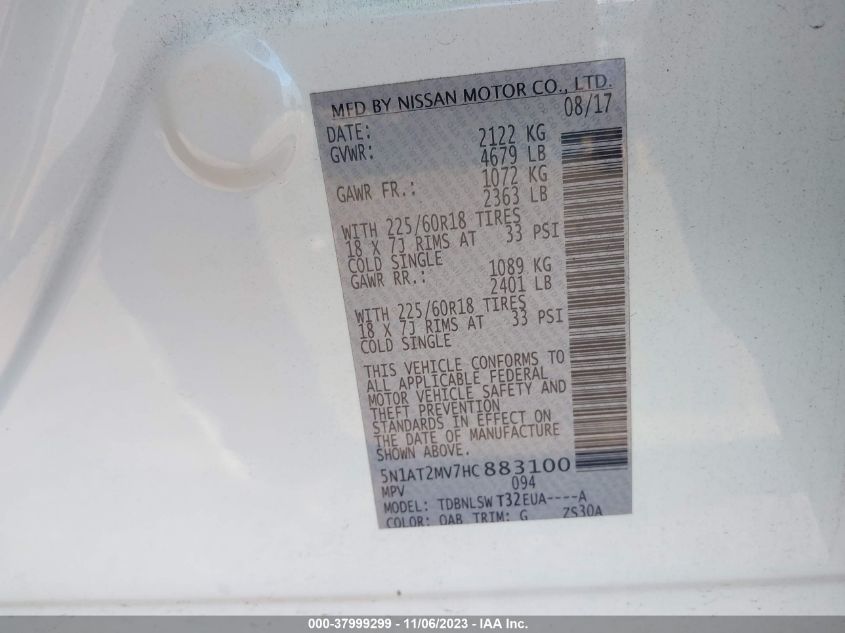 MFD BY NISSAN MOTOR CO., LTD.
DATE: 08/17
GVWR: 2122 KG
4679 LB
GAWR FR.: 1072 KG
2363 LB
WITH 225/60R18 TIRES
18 X 7J RIMS AT 33 PSI
COLD SINGLE
GAWR RR.: 1089 KG
2401 LB
WITH 225/60R18 TIRES
18 X 7J RIMS AT 33 PSI
COLD SINGLE
THIS VEHICLE CONFORMS TO
ALL APPLICABLE FEDERAL
MOTOR VEHICLE SAFETY AND
THEFT PREVENTION
STANDARDS IN EFFECT ON
THE DATE OF MANUFACTURE
SHOWN ABOVE.
5N1AT2MV7HC883100
MPV 094
MODEL: TDBNLSW T32EUA----A
COLOR: QAB TRIM: G ZS30A
000-37999299 - 11/06/2023 - IAA Inc.